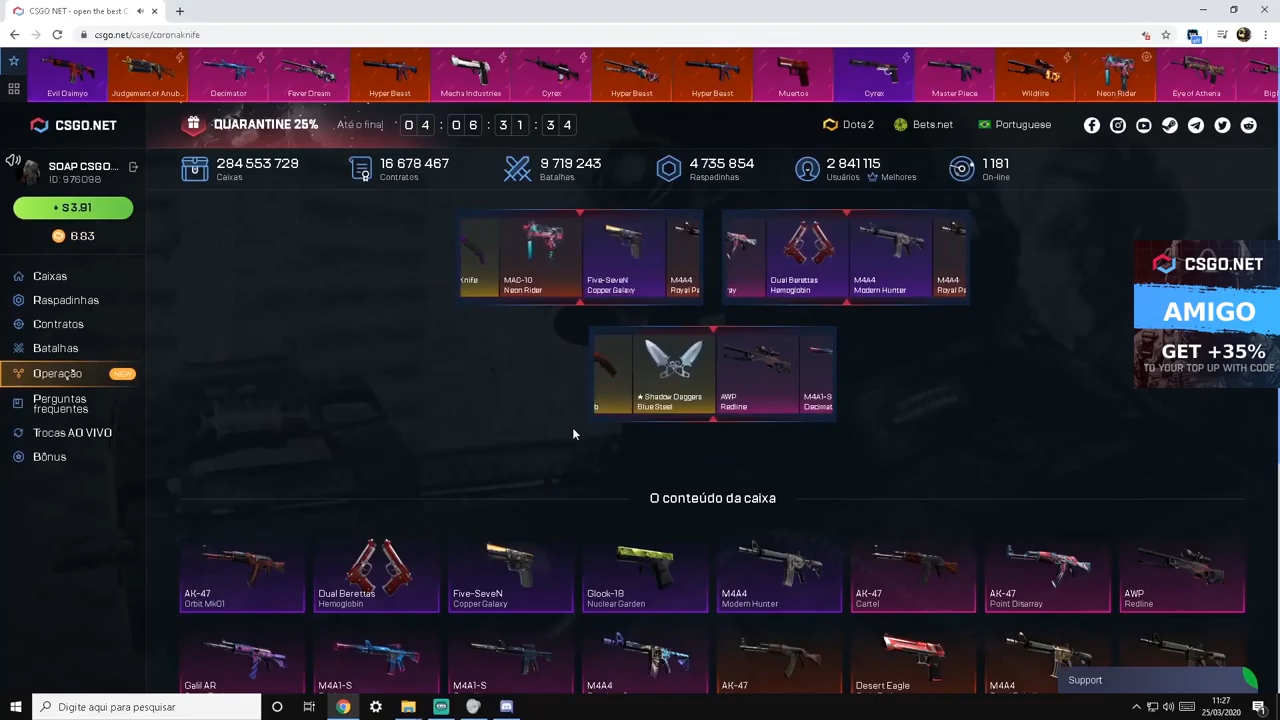 CSGO.NET - open the best C
csgo.net/case/coronaknife
off
Evil Daimyo
Judgement of Anub...
Decimator
Fever Dream
Hyper Beast
Mecha Industries
Cyrex
Hyper Beast
Hyper Beast
Muertos
Cyrex
Master Piece
Wildfire
Neon Rider
Eye of Athena
CSGO.NET
QUARANTINE 25%
Até o final
04:06:31:34
Dota 2
Bets.net
Portuguese
SOAP CSGO....
ID: 976098
+ $ 3.91
6.83
284 553 729
Caixas
16 678 467
Contratos
9 719 243
Batalhas
4 735 854
Raspadinhas
2 841 115
Usuários
Melhores
1 181
On-line
Caixas
Raspadinhas
Contratos
Batalhas
Operação
NEW
Perguntas
frequentes
Trocas AO VIVO
Bônus
Knife
MAC-10
Neon Rider
Five-SeveN
Copper Galaxy
M4A4
Royal Pa
ray
Dual Berettas
Hemoglobin
M4A4
Modern Hunter
M4A4
Royal Pa
b
★ Shadow Daggers
Blue Steel
AWP
Redline
M4A1-S
Decimat
CSGO.NET
AMIGO
GET +35%
TO YOUR TOP UP WITH CODE
O conteúdo da caixa
AK-47
Orbit Mk01
Dual Berettas
Hemoglobin
Five-SeveN
Copper Galaxy
Glock-18
Nuclear Garden
M4A4
Modern Hunter
AK-47
Cartel
AK-47
Point Disarray
AWP
Redline
Galil AR
M4A1-S
M4A1-S
M4A4
AK-47
Desert Eagle
M4A4
Support
Digite aqui para pesquisar
11:27
25/03/2020
1